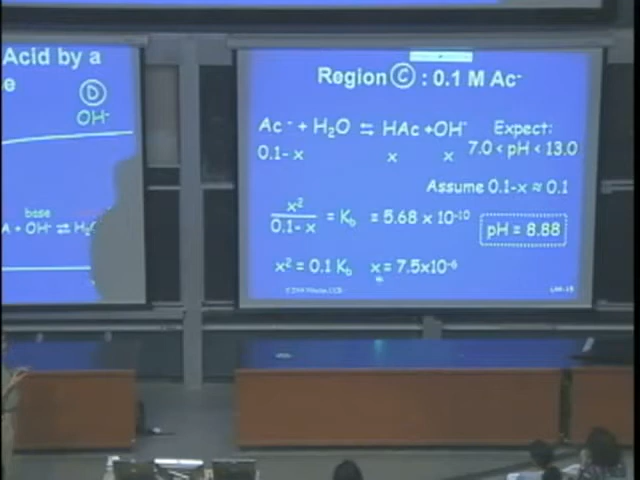 Acid by a
e
D
OH⁻
base
A + OH⁻ ⇌ H₂
Region C : 0.1 M Ac⁻
Ac⁻ + H₂O ⇌ HAc + OH⁻
0.1- x x x
Expect:
7.0 < pH < 13.0
Assume 0.1-x ≈ 0.1
x²
0.1- x
= K_b = 5.68 x 10⁻¹⁰
pH = 8.88
x² = 0.1 K_b x = 7.5x10⁻⁶